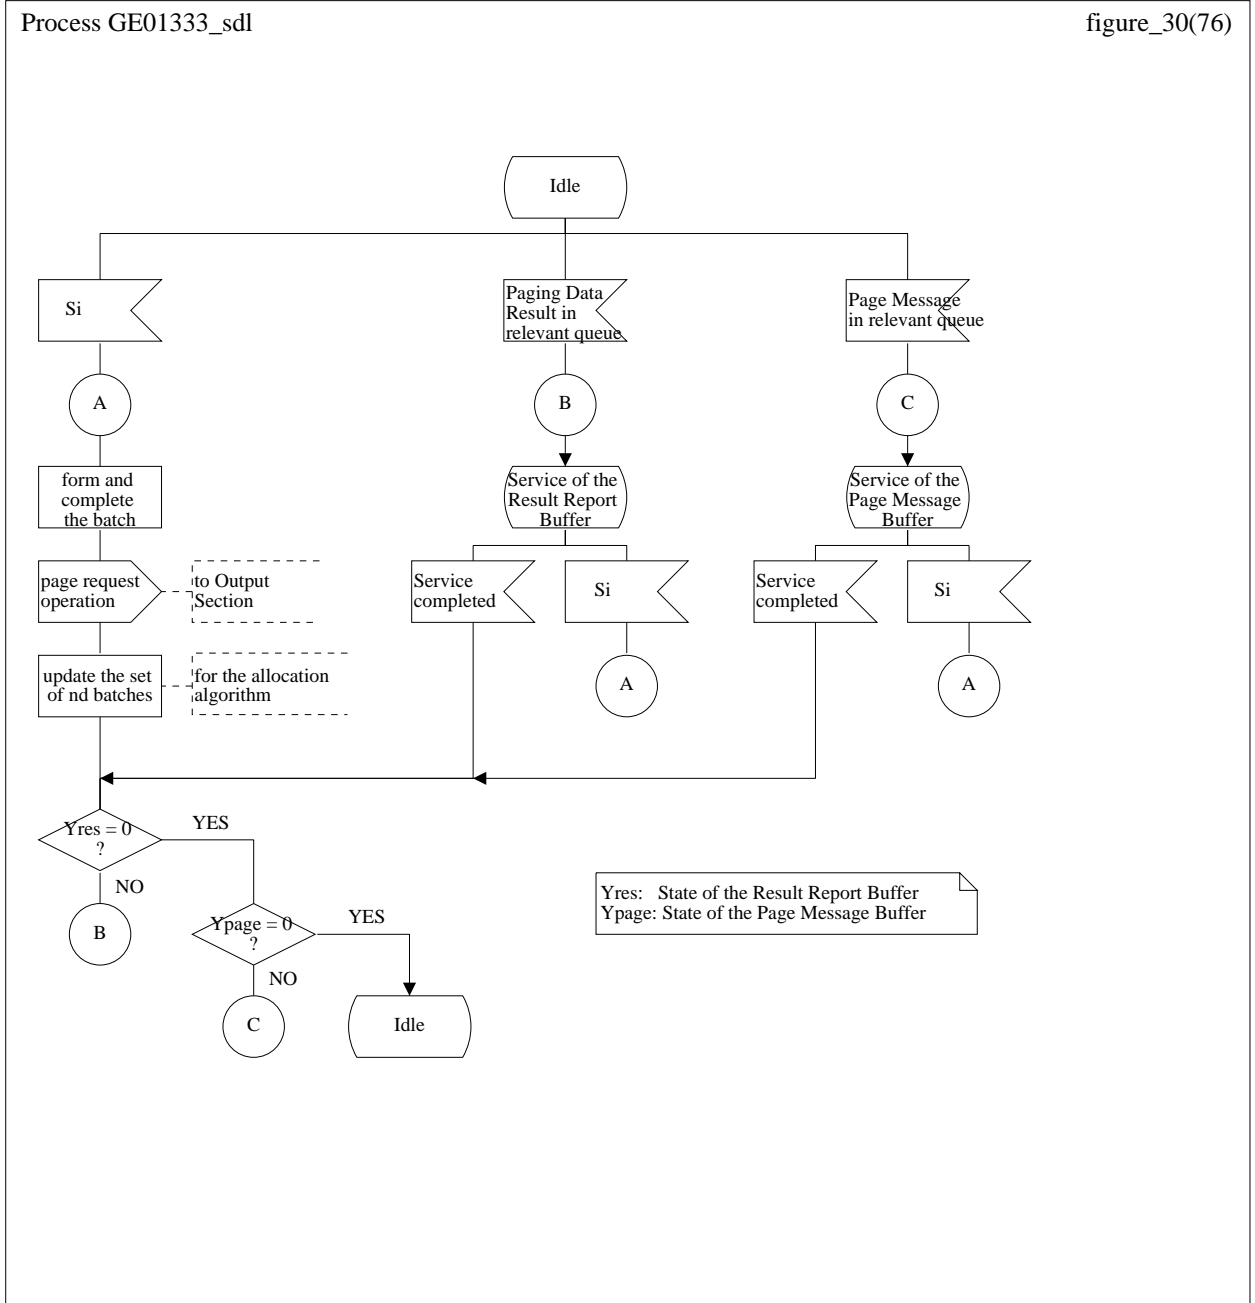 Process GE01333_sdl
figure_30(76)
Idle
Si
Paging Data
Result in
relevant queue
Page Message
in relevant queue
A
B
C
form and
complete
the batch
Service of the
Result Report
Buffer
Service of the
Page Message
Buffer
page request
operation
to Output
Section
Service
completed
Si
Service
completed
Si
update the set
of nd batches
for the allocation
algorithm
A
A
Yres = 0
?
YES
NO
B
Ypage = 0
?
YES
NO
C
Idle
Yres: State of the Result Report Buffer
Ypage: State of the Page Message Buffer